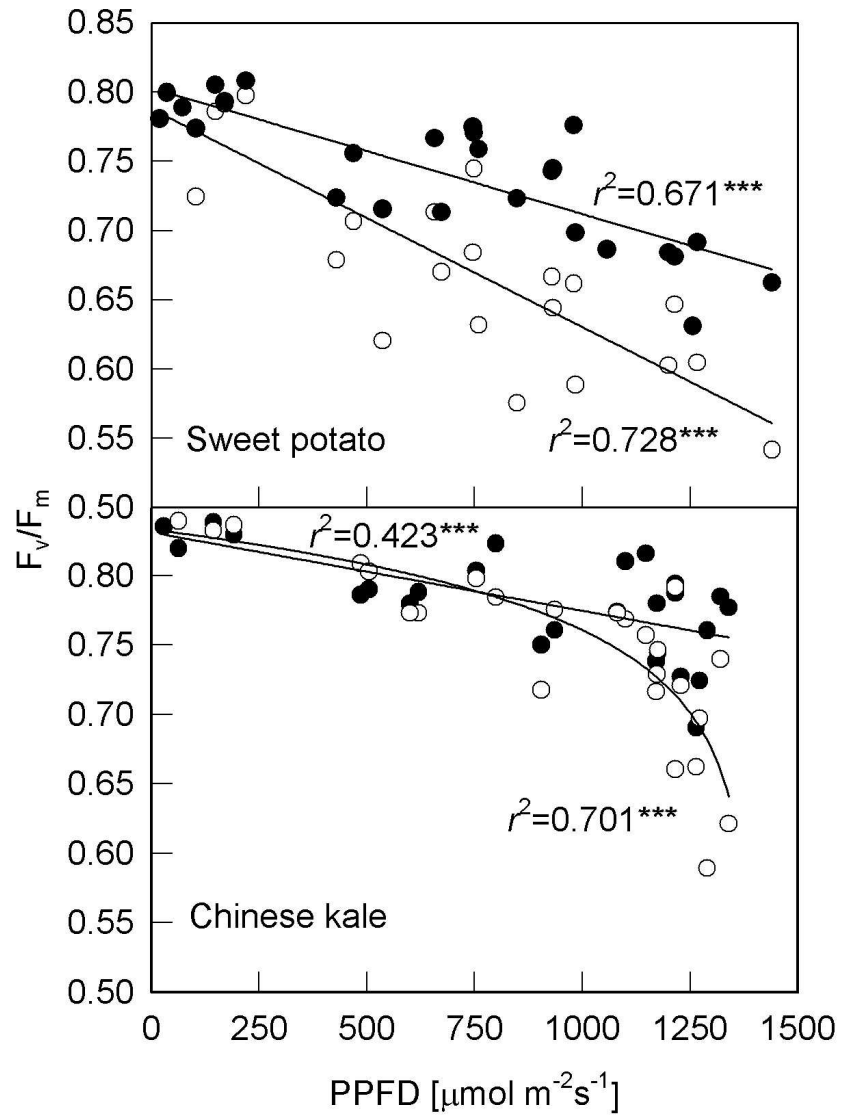 0.85
0.80
0.75
0.70
0.65
0.60
0.55
r²=0.671***
r²=0.728***
Sweet potato
Fv/Fm
0.50
0.80
0.75
0.70
0.65
0.60
0.55
0.50
r²=0.423***
r²=0.701***
Chinese kale
0 250 500 750 1000 1250 1500
PPFD [μmol m⁻²s⁻¹]